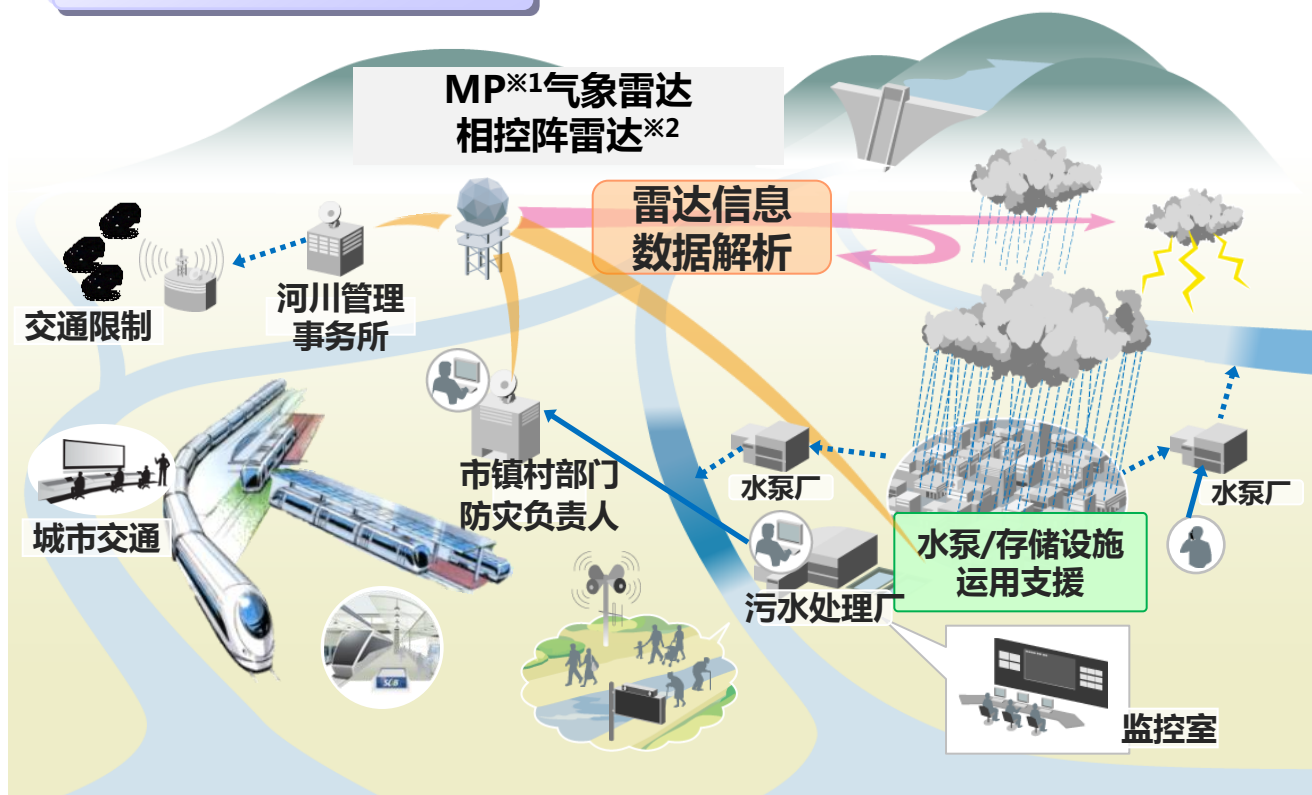 MP※1气象雷达
相控阵雷达※2
雷达信息
数据解析
交通限制
河川管理
事务所
市镇村部门
防灾负责人
水泵厂
水泵厂
城市交通
水泵/存储设施
运用支援
污水处理厂
监控室